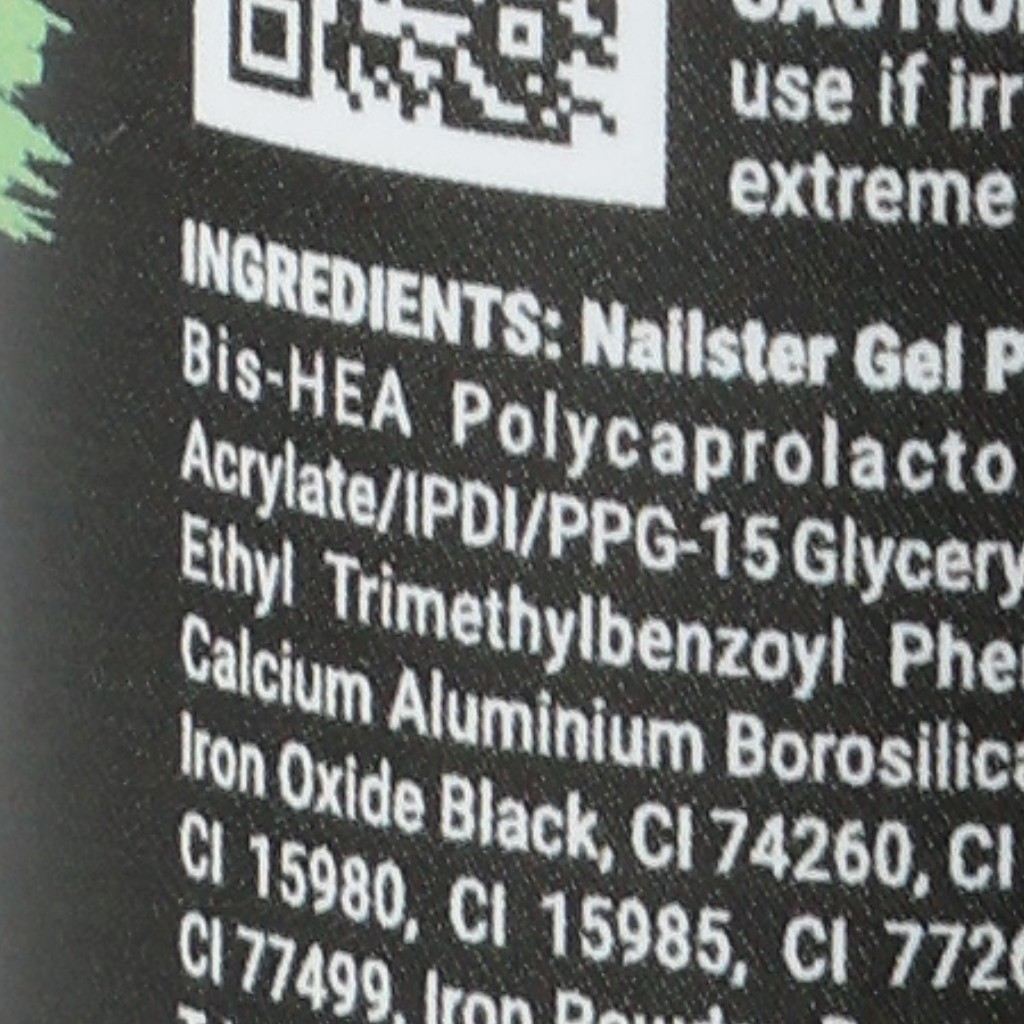 use if irr
extreme
INGREDIENTS: Nailster Gel P
Bis-HEA Polycaprolacto
Acrylate/IPDI/PPG-15 Glycery
Ethyl Trimethylbenzoyl Phe
Calcium Aluminium Borosilica
Iron Oxide Black, CI 74260, CI
CI 15980, CI 15985, CI 772
CI 77499, Iron